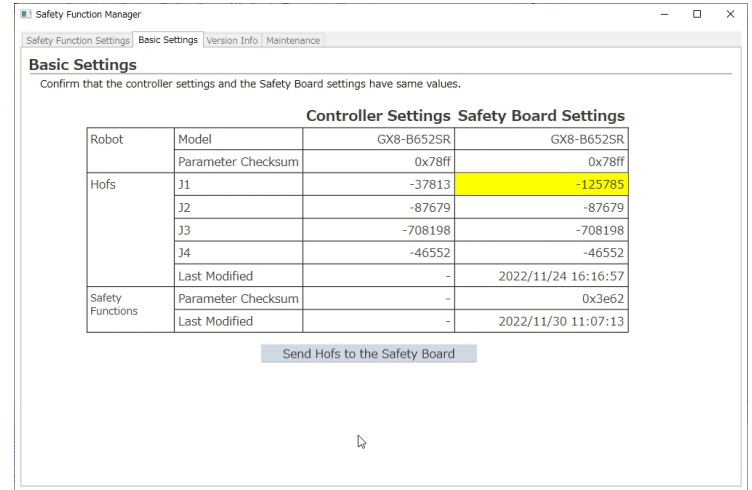 Safety Function Manager
Safety Function Settings Basic Settings Version Info Maintenance
Basic Settings
Confirm that the controller settings and the Safety Board settings have same values.
Controller Settings Safety Board Settings
Robot Model GX8-B652SR GX8-B652SR
Parameter Checksum 0x78ff 0x78ff
Hofs J1 -37813 -125785
J2 -87679 -87679
J3 -708198 -708198
J4 -46552 -46552
Last Modified - 2022/11/24 16:16:57
Safety Functions Parameter Checksum - 0x3e62
Last Modified - 2022/11/30 11:07:13
Send Hofs to the Safety Board